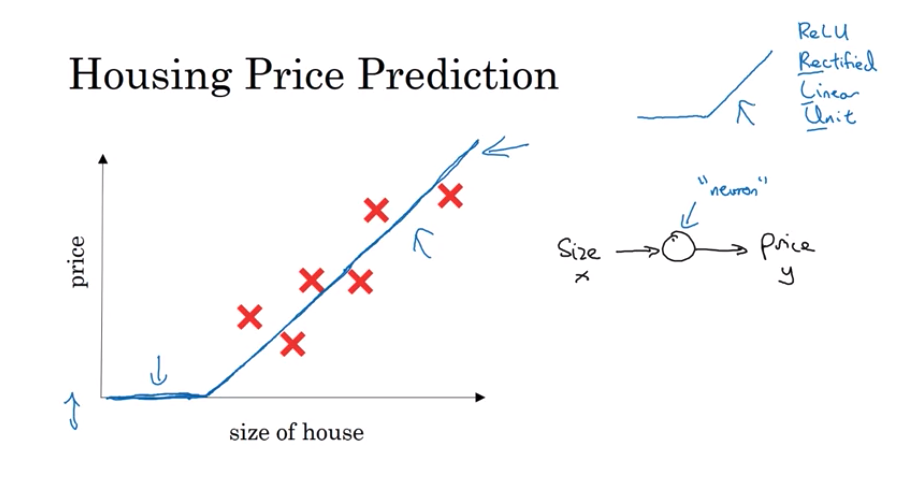 Housing Price Prediction
ReLU
Rectified
Linear
Unit
price
size of house
"neuron"
Size
x
Price
y